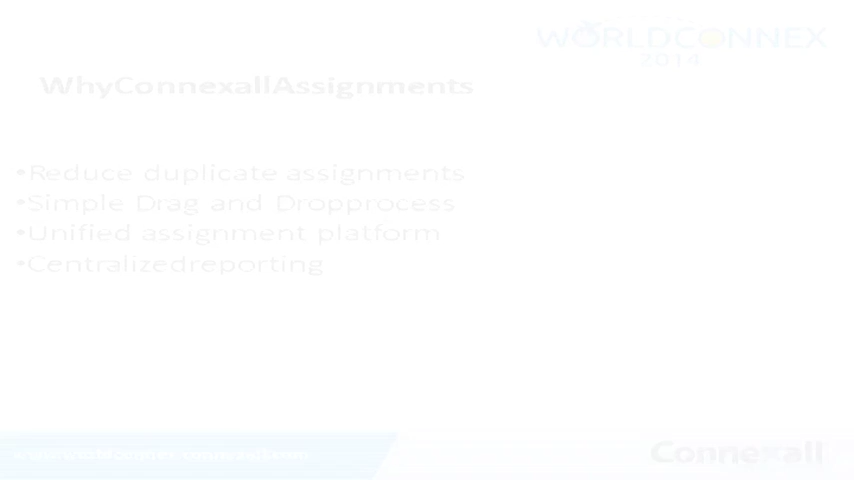 WORLDCONNEX
2014
WhyConnexallAssignments
•Reduce duplicate assignments
•Simple Drag and Dropprocess
•Unified assignment platform
•Centralizedreporting
Connexall